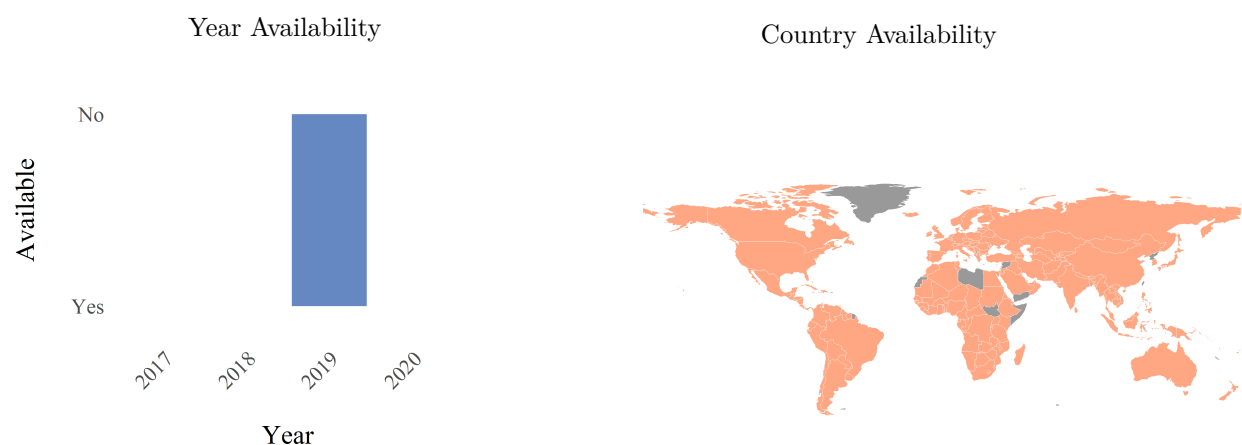 Year Availability
Available
No
Yes
2017
2018
2019
2020
Year
Country Availability